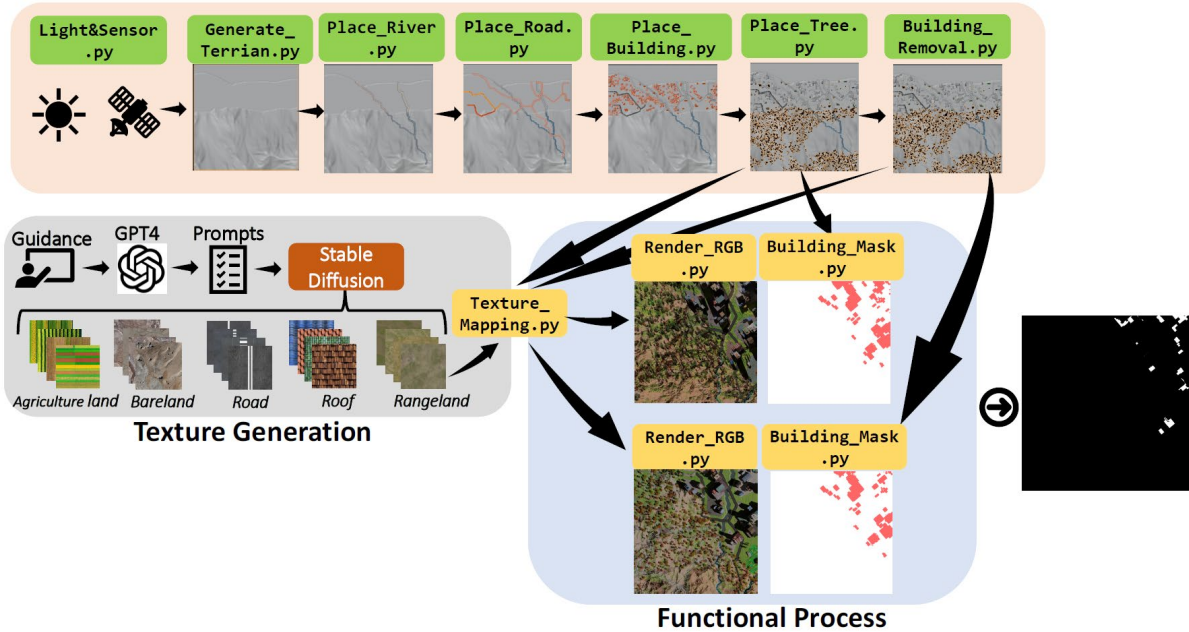 Light&Sensor
.py
Generate_
Terrian.py
Place_River
.py
Place_Road.
py
Place_
Building.py
Place_Tree.
py
Building_
Removal.py
Guidance
GPT4
Prompts
Stable
Diffusion
Agriculture land
Bareland
Road
Roof
Rangeland
Texture Generation
Texture_
Mapping.py
Render_RGB
.py
Building_Mask
.py
Render_RGB
.py
Building_Mask
.py
Functional Process